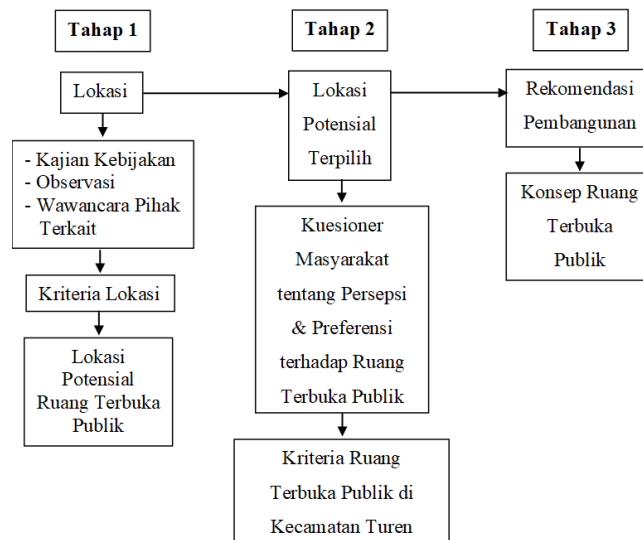 Tahap 1
Lokasi
- Kajian Kebijakan
- Observasi
- Wawancara Pihak
Terkait
Kriteria Lokasi
Lokasi
Potensial
Ruang Terbuka
Publik
Tahap 2
Lokasi
Potensial
Terpilih
Kuesioner
Masyarakat
tentang Persepsi
& Preferensi
terhadap Ruang
Terbuka Publik
Kriteria Ruang
Terbuka Publik di
Kecamatan Turen
Tahap 3
Rekomendasi
Pembangunan
Konsep Ruang
Terbuka
Publik